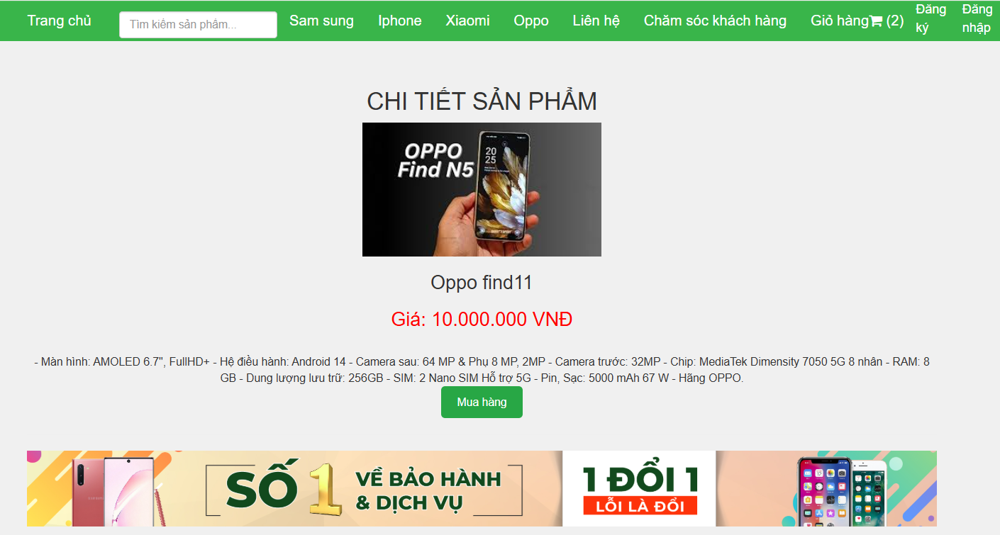 Trang chủ Tìm kiếm sản phẩm... Sam sung Iphone Xiaomi Oppo Liên hệ Chăm sóc khách hàng Giỏ hàng (2) Đăng ký Đăng nhập
CHI TIẾT SẢN PHẨM
OPPO
Find N5
20
25
Oppo find11
Giá: 10.000.000 VNĐ
- Màn hình: AMOLED 6.7", FullHD+ - Hệ điều hành: Android 14 - Camera sau: 64 MP & Phụ 8 MP, 2MP - Camera trước: 32MP - Chip: MediaTek Dimensity 7050 5G 8 nhân - RAM: 8
GB - Dung lượng lưu trữ: 256GB - SIM: 2 Nano SIM Hỗ trợ 5G - Pin, Sạc: 5000 mAh 67 W - Hãng OPPO.
Mua hàng
SỐ 1 VỀ BẢO HÀNH
& DỊCH VỤ
1 ĐỔI 1
LỖI LÀ ĐỔI